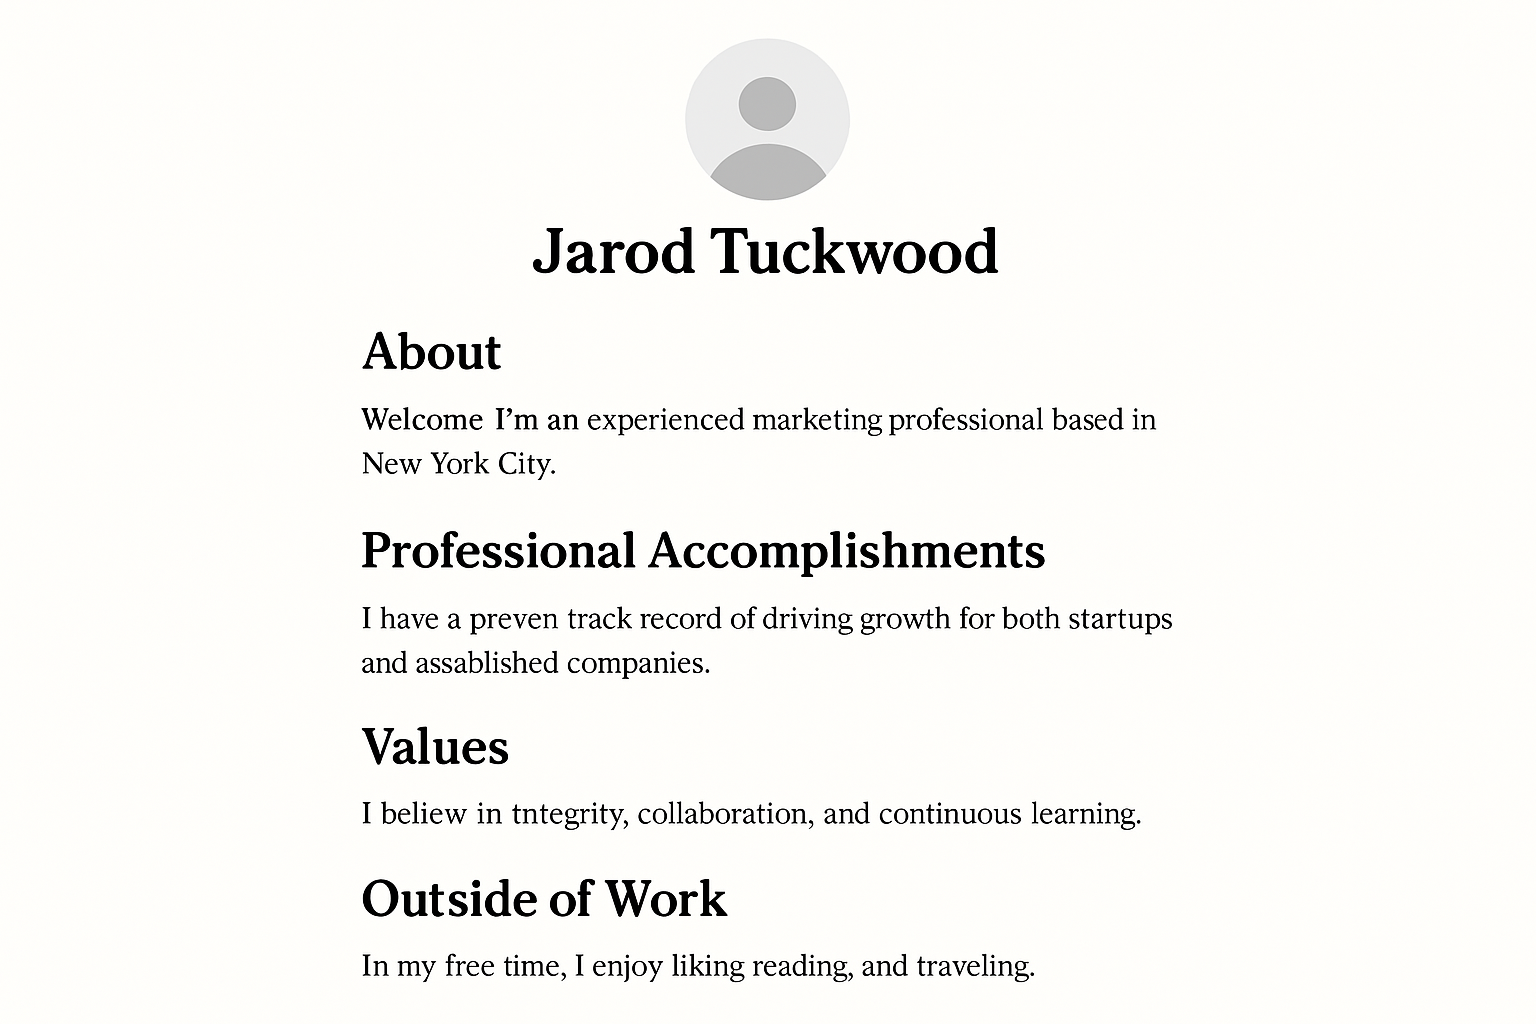 Jarod Tuckwood
About
Welcome I’m an experienced marketing professional based in
New York City.
Professional Accomplishments
I have a preven track record of driving growth for both startups
and assablished companies.
Values
I beliew in tntegrity, collaboration, and continuous learning.
Outside of Work
In my free time, I enjoy liking reading, and traveling.